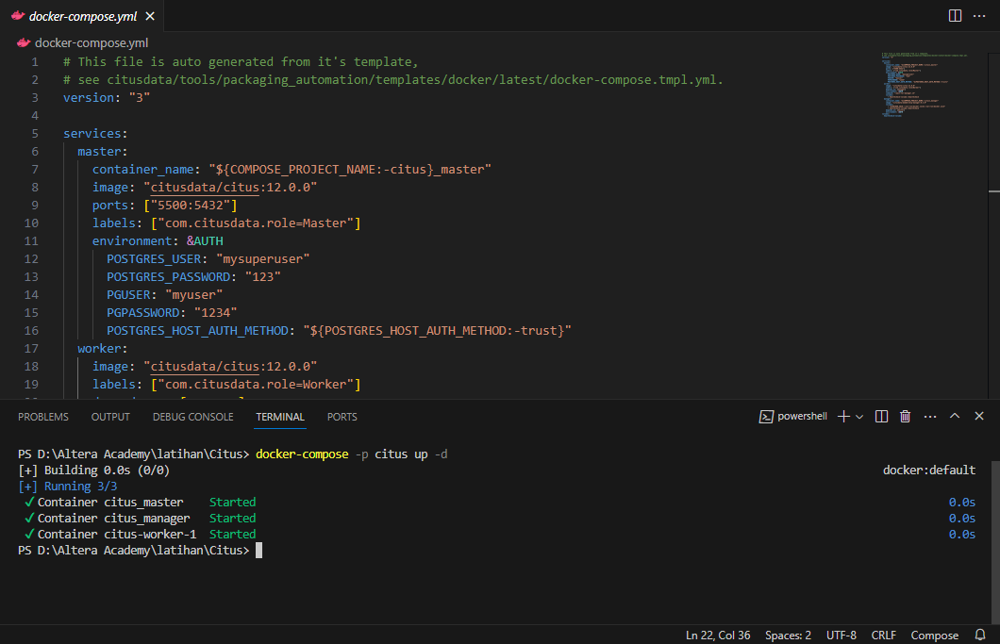 docker-compose.yml
docker-compose.yml
1 # This file is auto generated from it's template,
2 # see citusdata/tools/packaging_automation/templates/docker/latest/docker-compose.tmpl.yml.
3 version: "3"
4
5 services:
6   master:
7     container_name: "${COMPOSE_PROJECT_NAME:-citus}_master"
8     image: "citusdata/citus:12.0.0"
9     ports: ["5500:5432"]
10     labels: ["com.citusdata.role=Master"]
11     environment: &AUTH
12       POSTGRES_USER: "mysuperuser"
13       POSTGRES_PASSWORD: "123"
14       PGUSER: "myuser"
15       PGPASSWORD: "1234"
16       POSTGRES_HOST_AUTH_METHOD: "${POSTGRES_HOST_AUTH_METHOD:-trust}"
17   worker:
18     image: "citusdata/citus:12.0.0"
19     labels: ["com.citusdata.role=Worker"]
PROBLEMS OUTPUT DEBUG CONSOLE TERMINAL PORTS powershell
PS D:\Altera Academy\latihan\Citus> docker-compose -p citus up -d
[+] Building 0.0s (0/0) docker:default
[+] Running 3/3
✓ Container citus_master Started 0.0s
✓ Container citus_manager Started 0.0s
✓ Container citus-worker-1 Started 0.0s
PS D:\Altera Academy\latihan\Citus>
Ln 22, Col 36 Spaces: 2 UTF-8 CRLF Compose